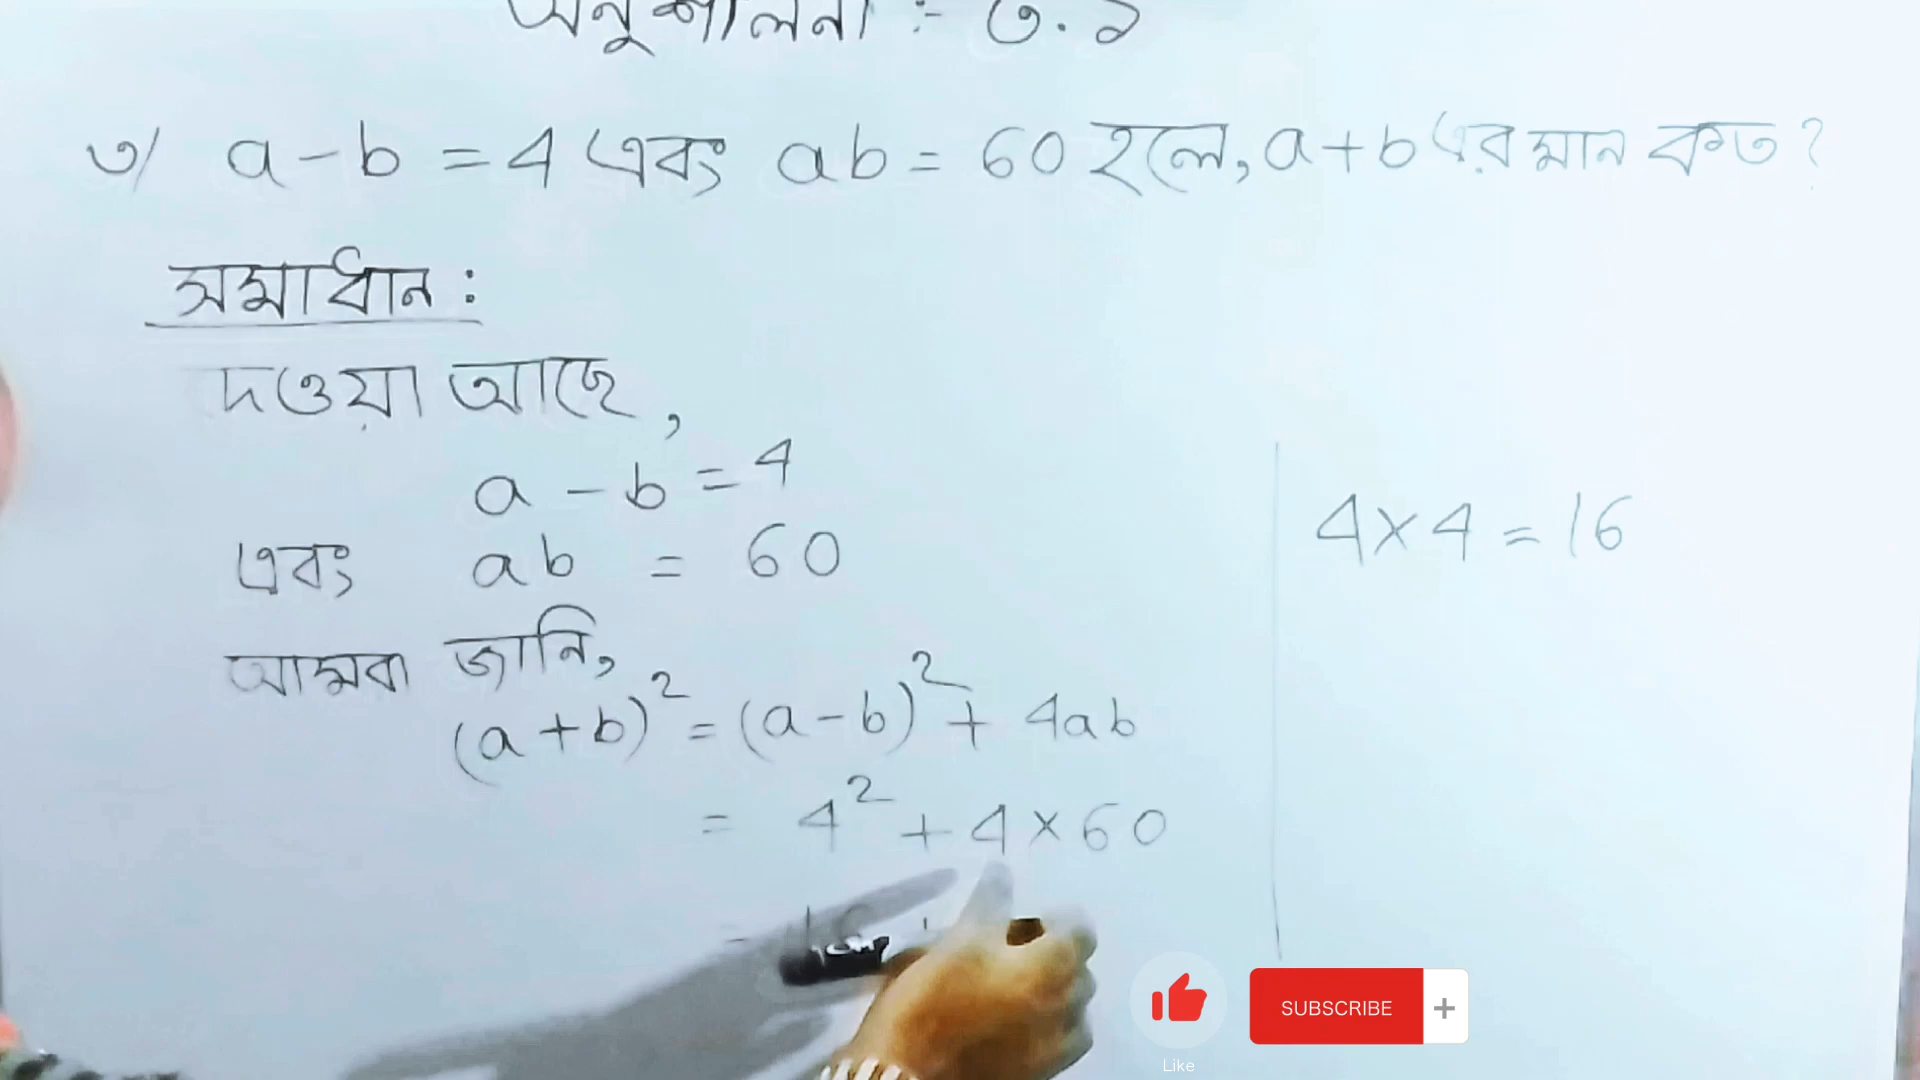 অনুশীলনী :- ৩.১
৩/ a-b=4 এবং ab = 60 হলে, a+b এর মান কত?
সমাধান :
দওয়া আছে,
a - b = 4
এবং ab = 60
আমরা জানি,
(a+b)² = (a-b)² + 4ab
= 4² + 4×60
4×4 = 16
Like
SUBSCRIBE +